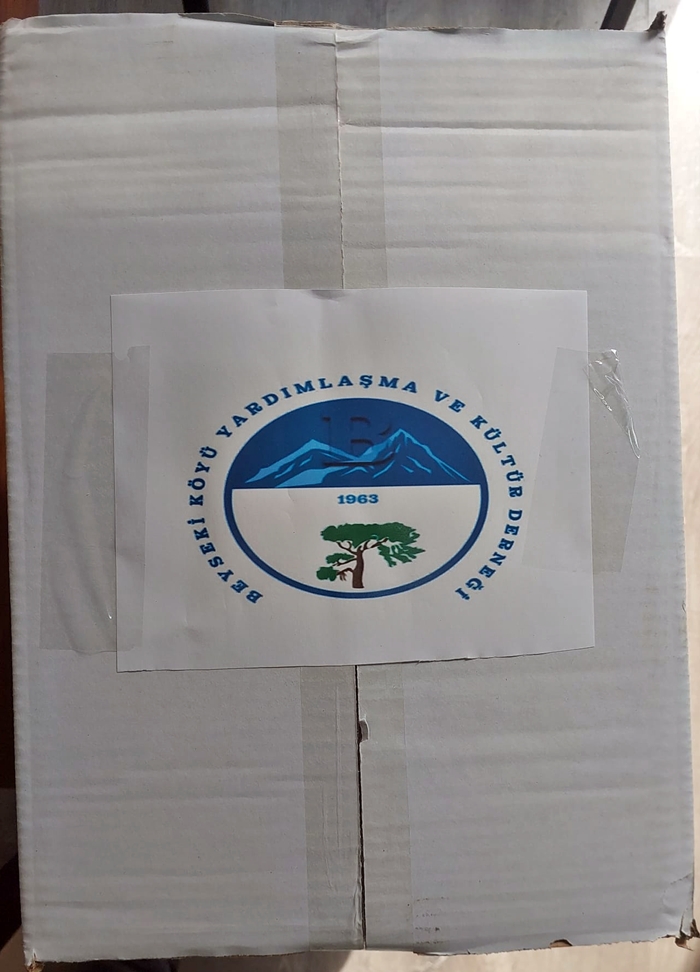 BEYSEKİ KÖYÜ YARDIMLAŞMA VE KÜLTÜR DERNEĞİ
1963